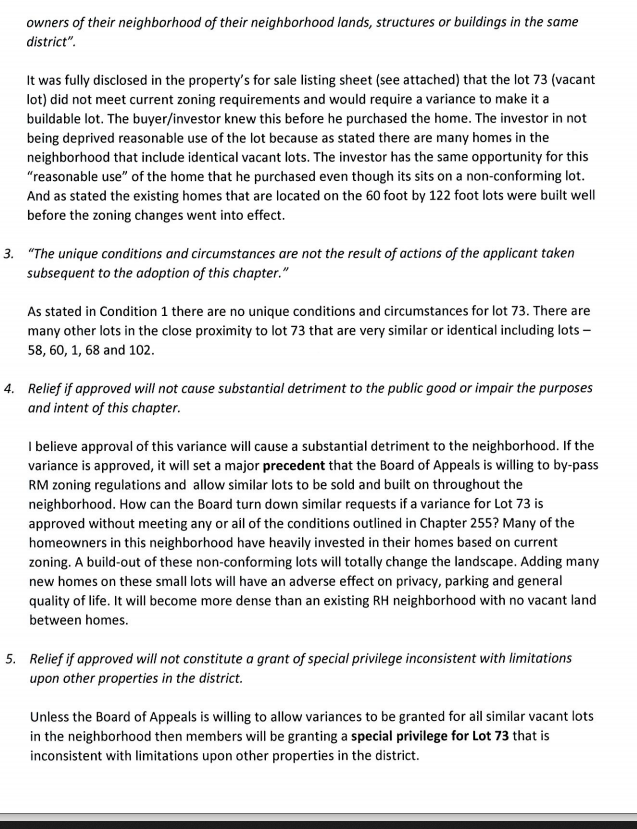 owners of their neighborhood of their neighborhood lands, structures or buildings in the same
district".
It was fully disclosed in the property's for sale listing sheet (see attached) that the lot 73 (vacant
lot) did not meet current zoning requirements and would require a variance to make it a
buildable lot. The buyer/investor knew this before he purchased the home. The investor in not
being deprived reasonable use of the lot because as stated there are many homes in the
neighborhood that include identical vacant lots. The investor has the same opportunity for this
"reasonable use" of the home that he purchased even though its sits on a non-conforming lot.
And as stated the existing homes that are located on the 60 foot by 122 foot lots were built well
before the zoning changes went into effect.
3. "The unique conditions and circumstances are not the result of actions of the applicant taken
subsequent to the adoption of this chapter."
As stated in Condition 1 there are no unique conditions and circumstances for lot 73. There are
many other lots in the close proximity to lot 73 that are very similar or identical including lots –
58, 60, 1, 68 and 102.
4. Relief if approved will not cause substantial detriment to the public good or impair the purposes
and intent of this chapter.
I believe approval of this variance will cause a substantial detriment to the neighborhood. If the
variance is approved, it will set a major precedent that the Board of Appeals is willing to by-pass
RM zoning regulations and allow similar lots to be sold and built on throughout the
neighborhood. How can the Board turn down similar requests if a variance for Lot 73 is
approved without meeting any or all of the conditions outlined in Chapter 255? Many of the
homeowners in this neighborhood have heavily invested in their homes based on current
zoning. A build-out of these non-conforming lots will totally change the landscape. Adding many
new homes on these small lots will have an adverse effect on privacy, parking and general
quality of life. It will become more dense than an existing RH neighborhood with no vacant land
between homes.
5. Relief if approved will not constitute a grant of special privilege inconsistent with limitations
upon other properties in the district.
Unless the Board of Appeals is willing to allow variances to be granted for all similar vacant lots
in the neighborhood then members will be granting a special privilege for Lot 73 that is
inconsistent with limitations upon other properties in the district.